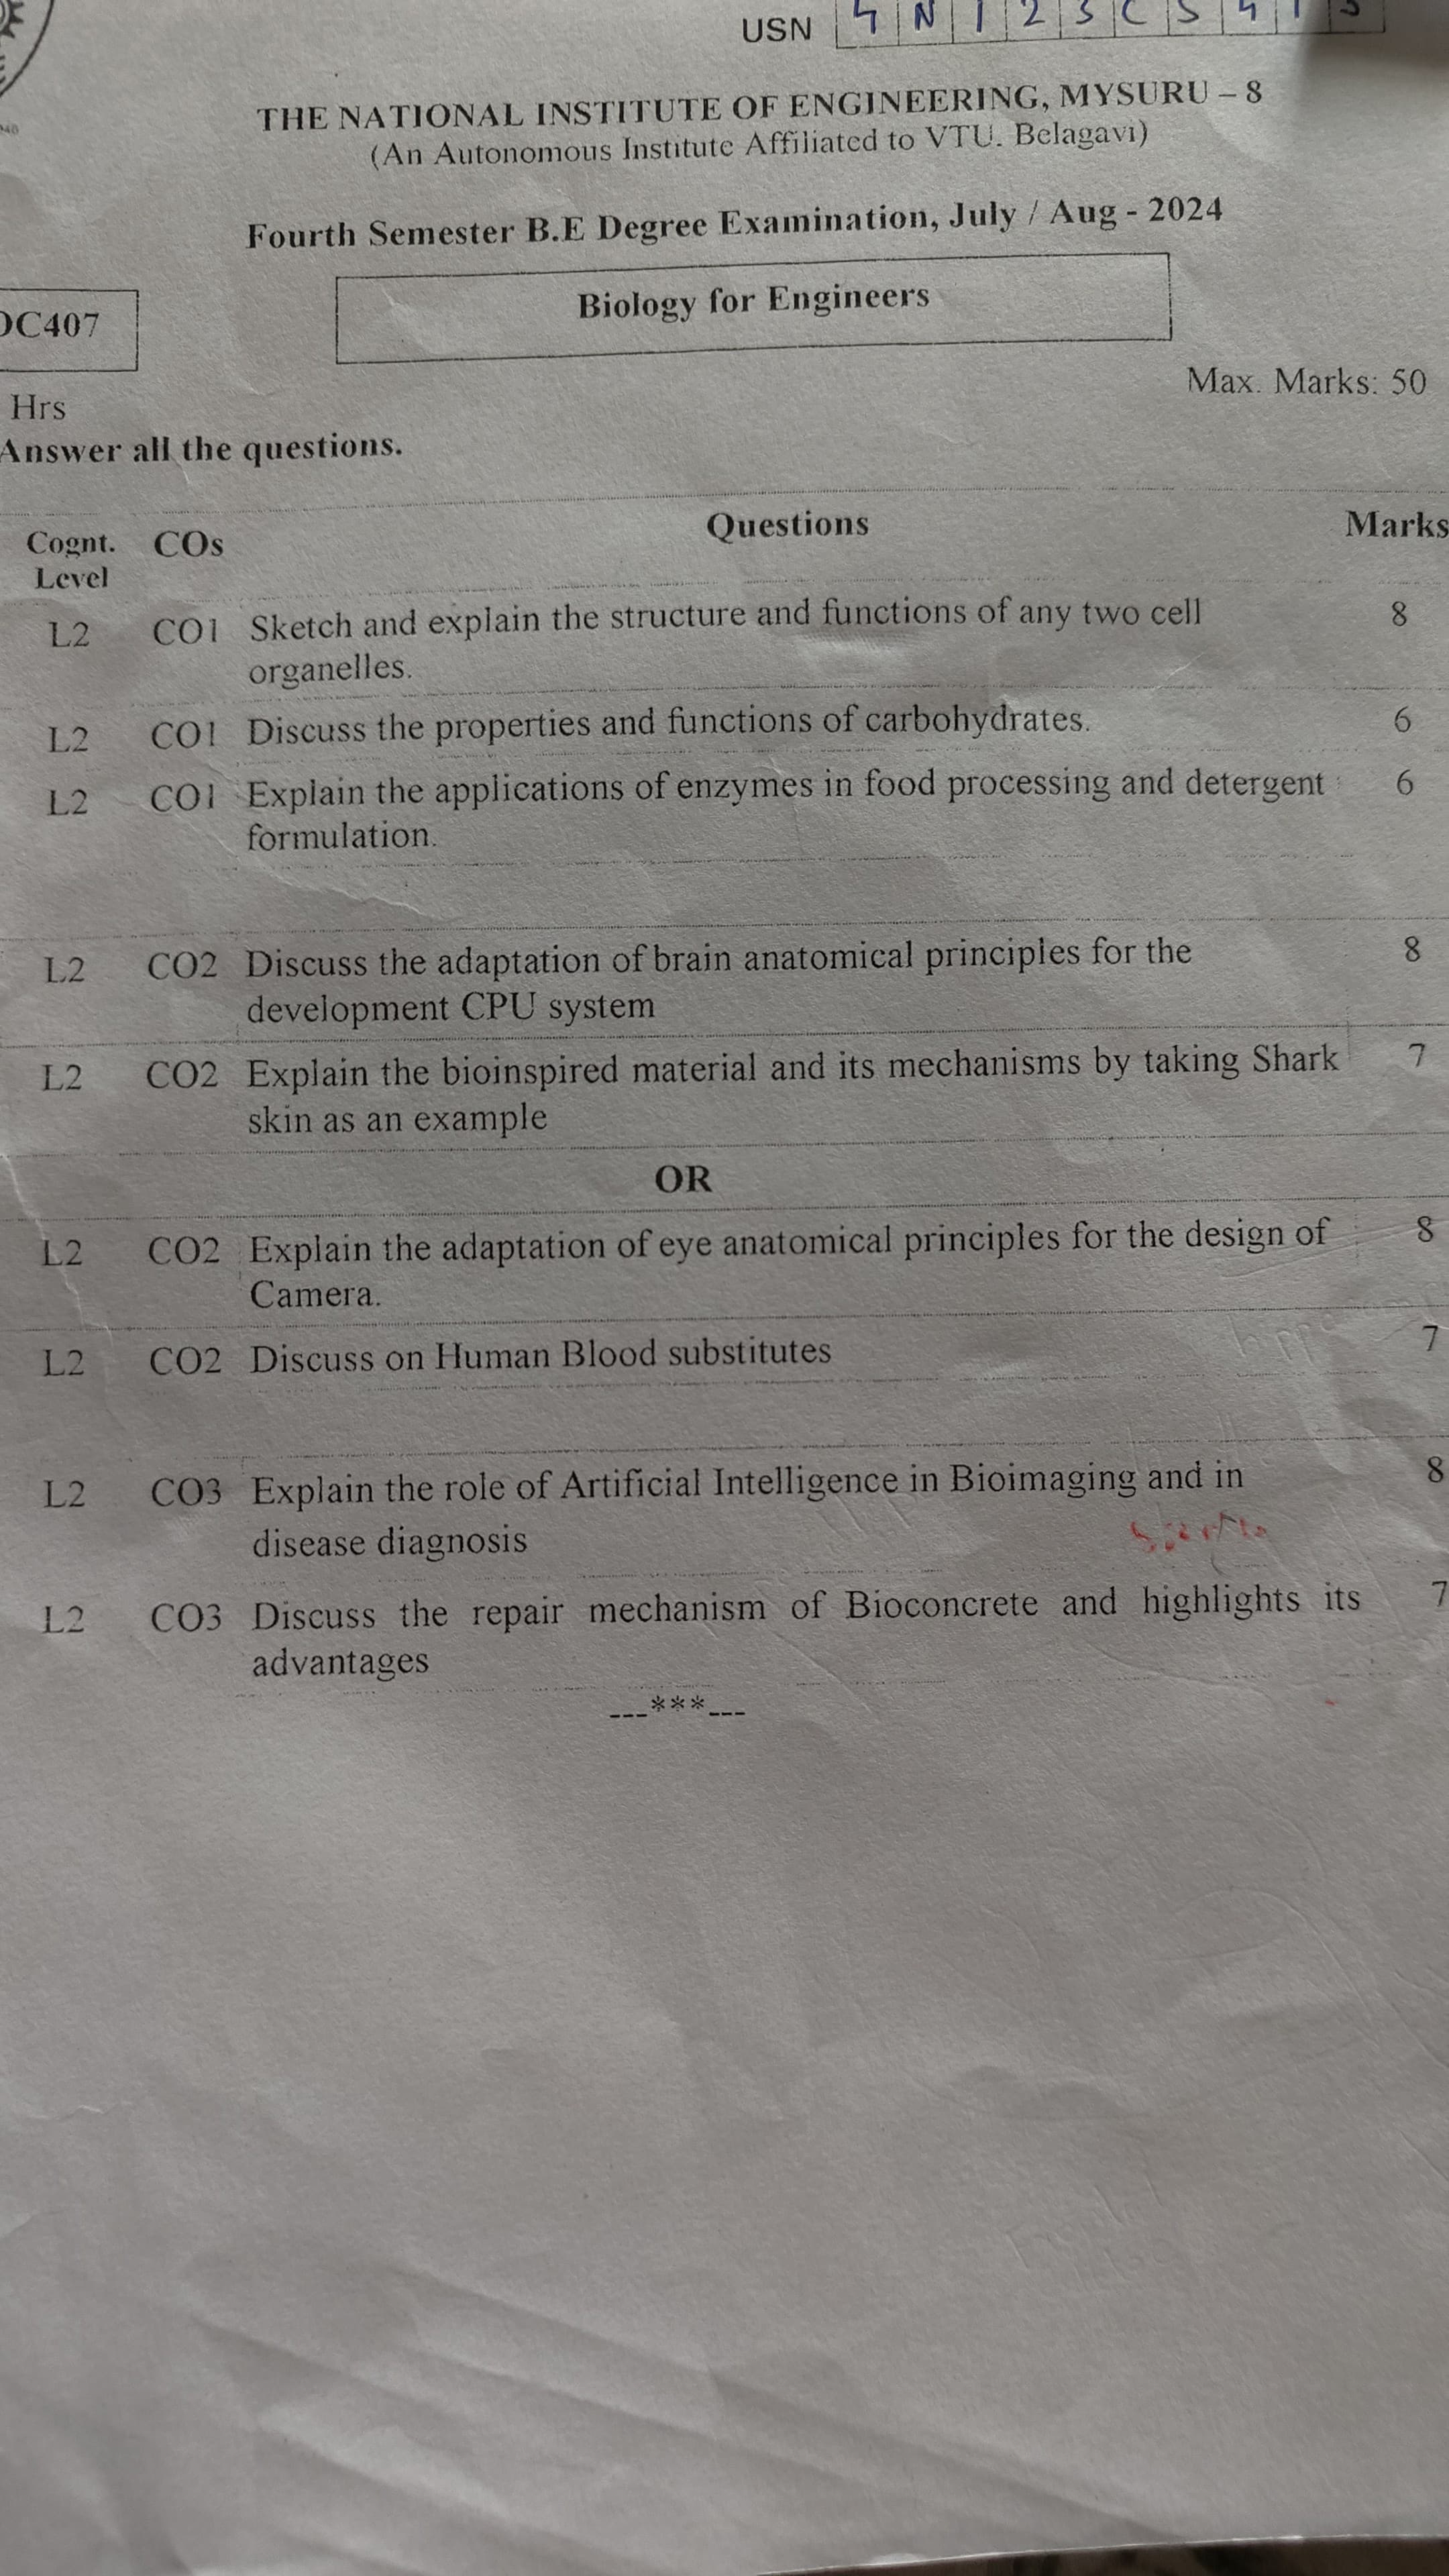 USN 4 N I 2 3 C S 4 1
THE NATIONAL INSTITUTE OF ENGINEERING, MYSURU – 8
(An Autonomous Institute Affiliated to VTU. Belagavi)
Fourth Semester B.E Degree Examination, July / Aug - 2024
Biology for Engineers
C407
Max. Marks: 50
Hrs
Answer all the questions.
Cognt. Level COs Questions Marks
L2 CO1 Sketch and explain the structure and functions of any two cell 8
organelles.
L2 CO1 Discuss the properties and functions of carbohydrates. 6
L2 CO1 Explain the applications of enzymes in food processing and detergent 6
formulation.
L2 CO2 Discuss the adaptation of brain anatomical principles for the 8
development CPU system
L2 CO2 Explain the bioinspired material and its mechanisms by taking Shark 7
skin as an example
OR
L2 CO2 Explain the adaptation of eye anatomical principles for the design of 8
Camera.
L2 CO2 Discuss on Human Blood substitutes 7
L2 CO3 Explain the role of Artificial Intelligence in Bioimaging and in 8
disease diagnosis
L2 CO3 Discuss the repair mechanism of Bioconcrete and highlights its 7
advantages
---***---